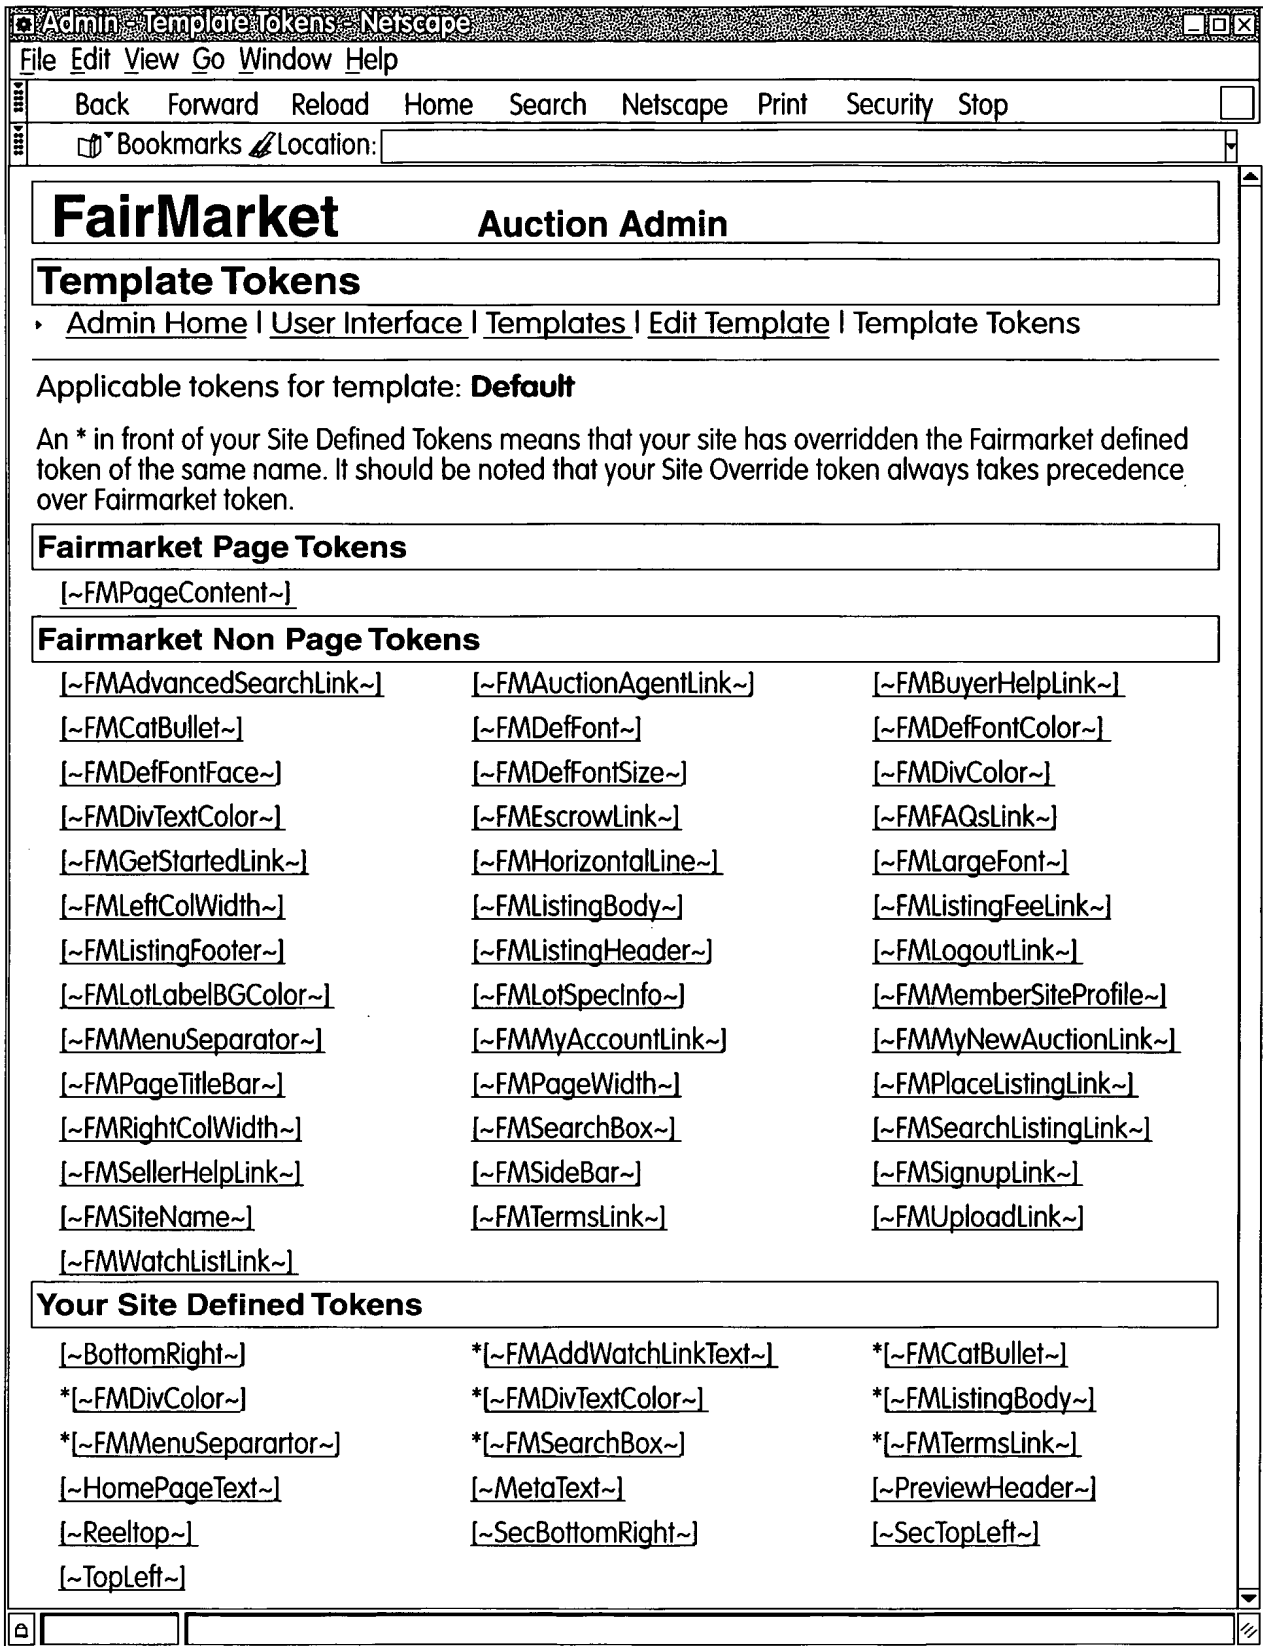 Admin - Template Tokens - Netscape
File Edit View Go Window Help
Back Forward Reload Home Search Netscape Print Security Stop
Bookmarks Location:
FairMarket Auction Admin
Template Tokens
Admin Home | User Interface | Templates | Edit Template | Template Tokens
Applicable tokens for template: Default
An * in front of your Site Defined Tokens means that your site has overridden the Fairmarket defined
token of the same name. It should be noted that your Site Override token always takes precedence
over Fairmarket token.
Fairmarket Page Tokens
[~FMPageContent~]
Fairmarket Non Page Tokens
[~FMAdvancedSearchLink~] [~FMAuctionAgentLink~] [~FMBuyerHelpLink~]
[~FMCatBullet~] [~FMDefFont~] [~FMDefFontColor~]
[~FMDefFontFace~] [~FMDefFontSize~] [~FMDivColor~]
[~FMDivTextColor~] [~FMEscrowLink~] [~FMFAQsLink~]
[~FMGetStartedLink~] [~FMHorizontalLine~] [~FMLargeFont~]
[~FMLeftColWidth~] [~FMListingBody~] [~FMListingFeeLink~]
[~FMListingFooter~] [~FMListingHeader~] [~FMLogoutLink~]
[~FMLotLabelBGColor~] [~FMLotSpecInfo~] [~FMMemberSiteProfile~]
[~FMMenuSeparator~] [~FMMyAccountLink~] [~FMMyNewAuctionLink~]
[~FMPageTitleBar~] [~FMPageWidth~] [~FMPlaceListingLink~]
[~FMRightColWidth~] [~FMSearchBox~] [~FMSearchListingLink~]
[~FMSellerHelpLink~] [~FMSideBar~] [~FMSignupLink~]
[~FMSiteName~] [~FMTermsLink~] [~FMUploadLink~]
[~FMWatchListLink~]
Your Site Defined Tokens
[~BottomRight~] *[~FMAddWatchLinkText~] *[~FMCatBullet~]
*[~FMDivColor~] *[~FMDivTextColor~] *[~FMListingBody~]
*[~FMMenuSeparartor~] *[~FMSearchBox~] *[~FMTermsLink~]
[~HomePageText~] [~MetaText~] [~PreviewHeader~]
[~Reeltop~] [~SecBottomRight~] [~SecTopLeft~]
[~TopLeft~]